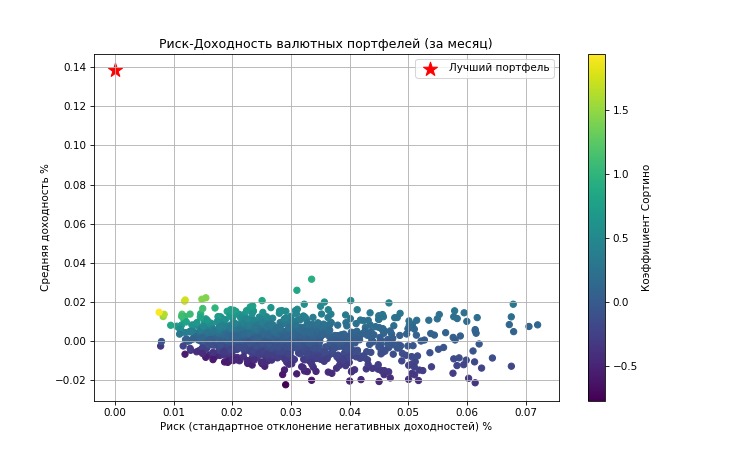 Риск-Доходность валютных портфелей (за месяц)
Лучший портфель
0.14
0.12
0.10
0.08
0.06
0.04
0.02
0.00
−0.02
Средняя доходность %
0.00 0.01 0.02 0.03 0.04 0.05 0.06 0.07
Риск (стандартное отклонение негативных доходностей) %
1.5
1.0
0.5
0.0
−0.5
Коэффициент Сортино